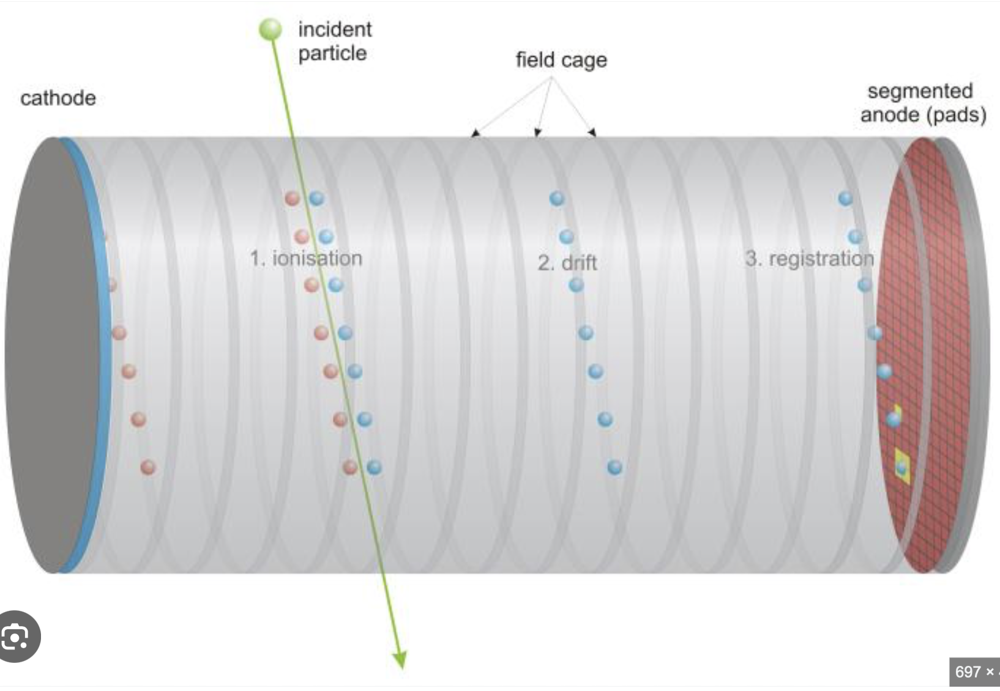 incident
particle
field cage
cathode
segmented
anode (pads)
1. ionisation
2. drift
3. registration
697 ×